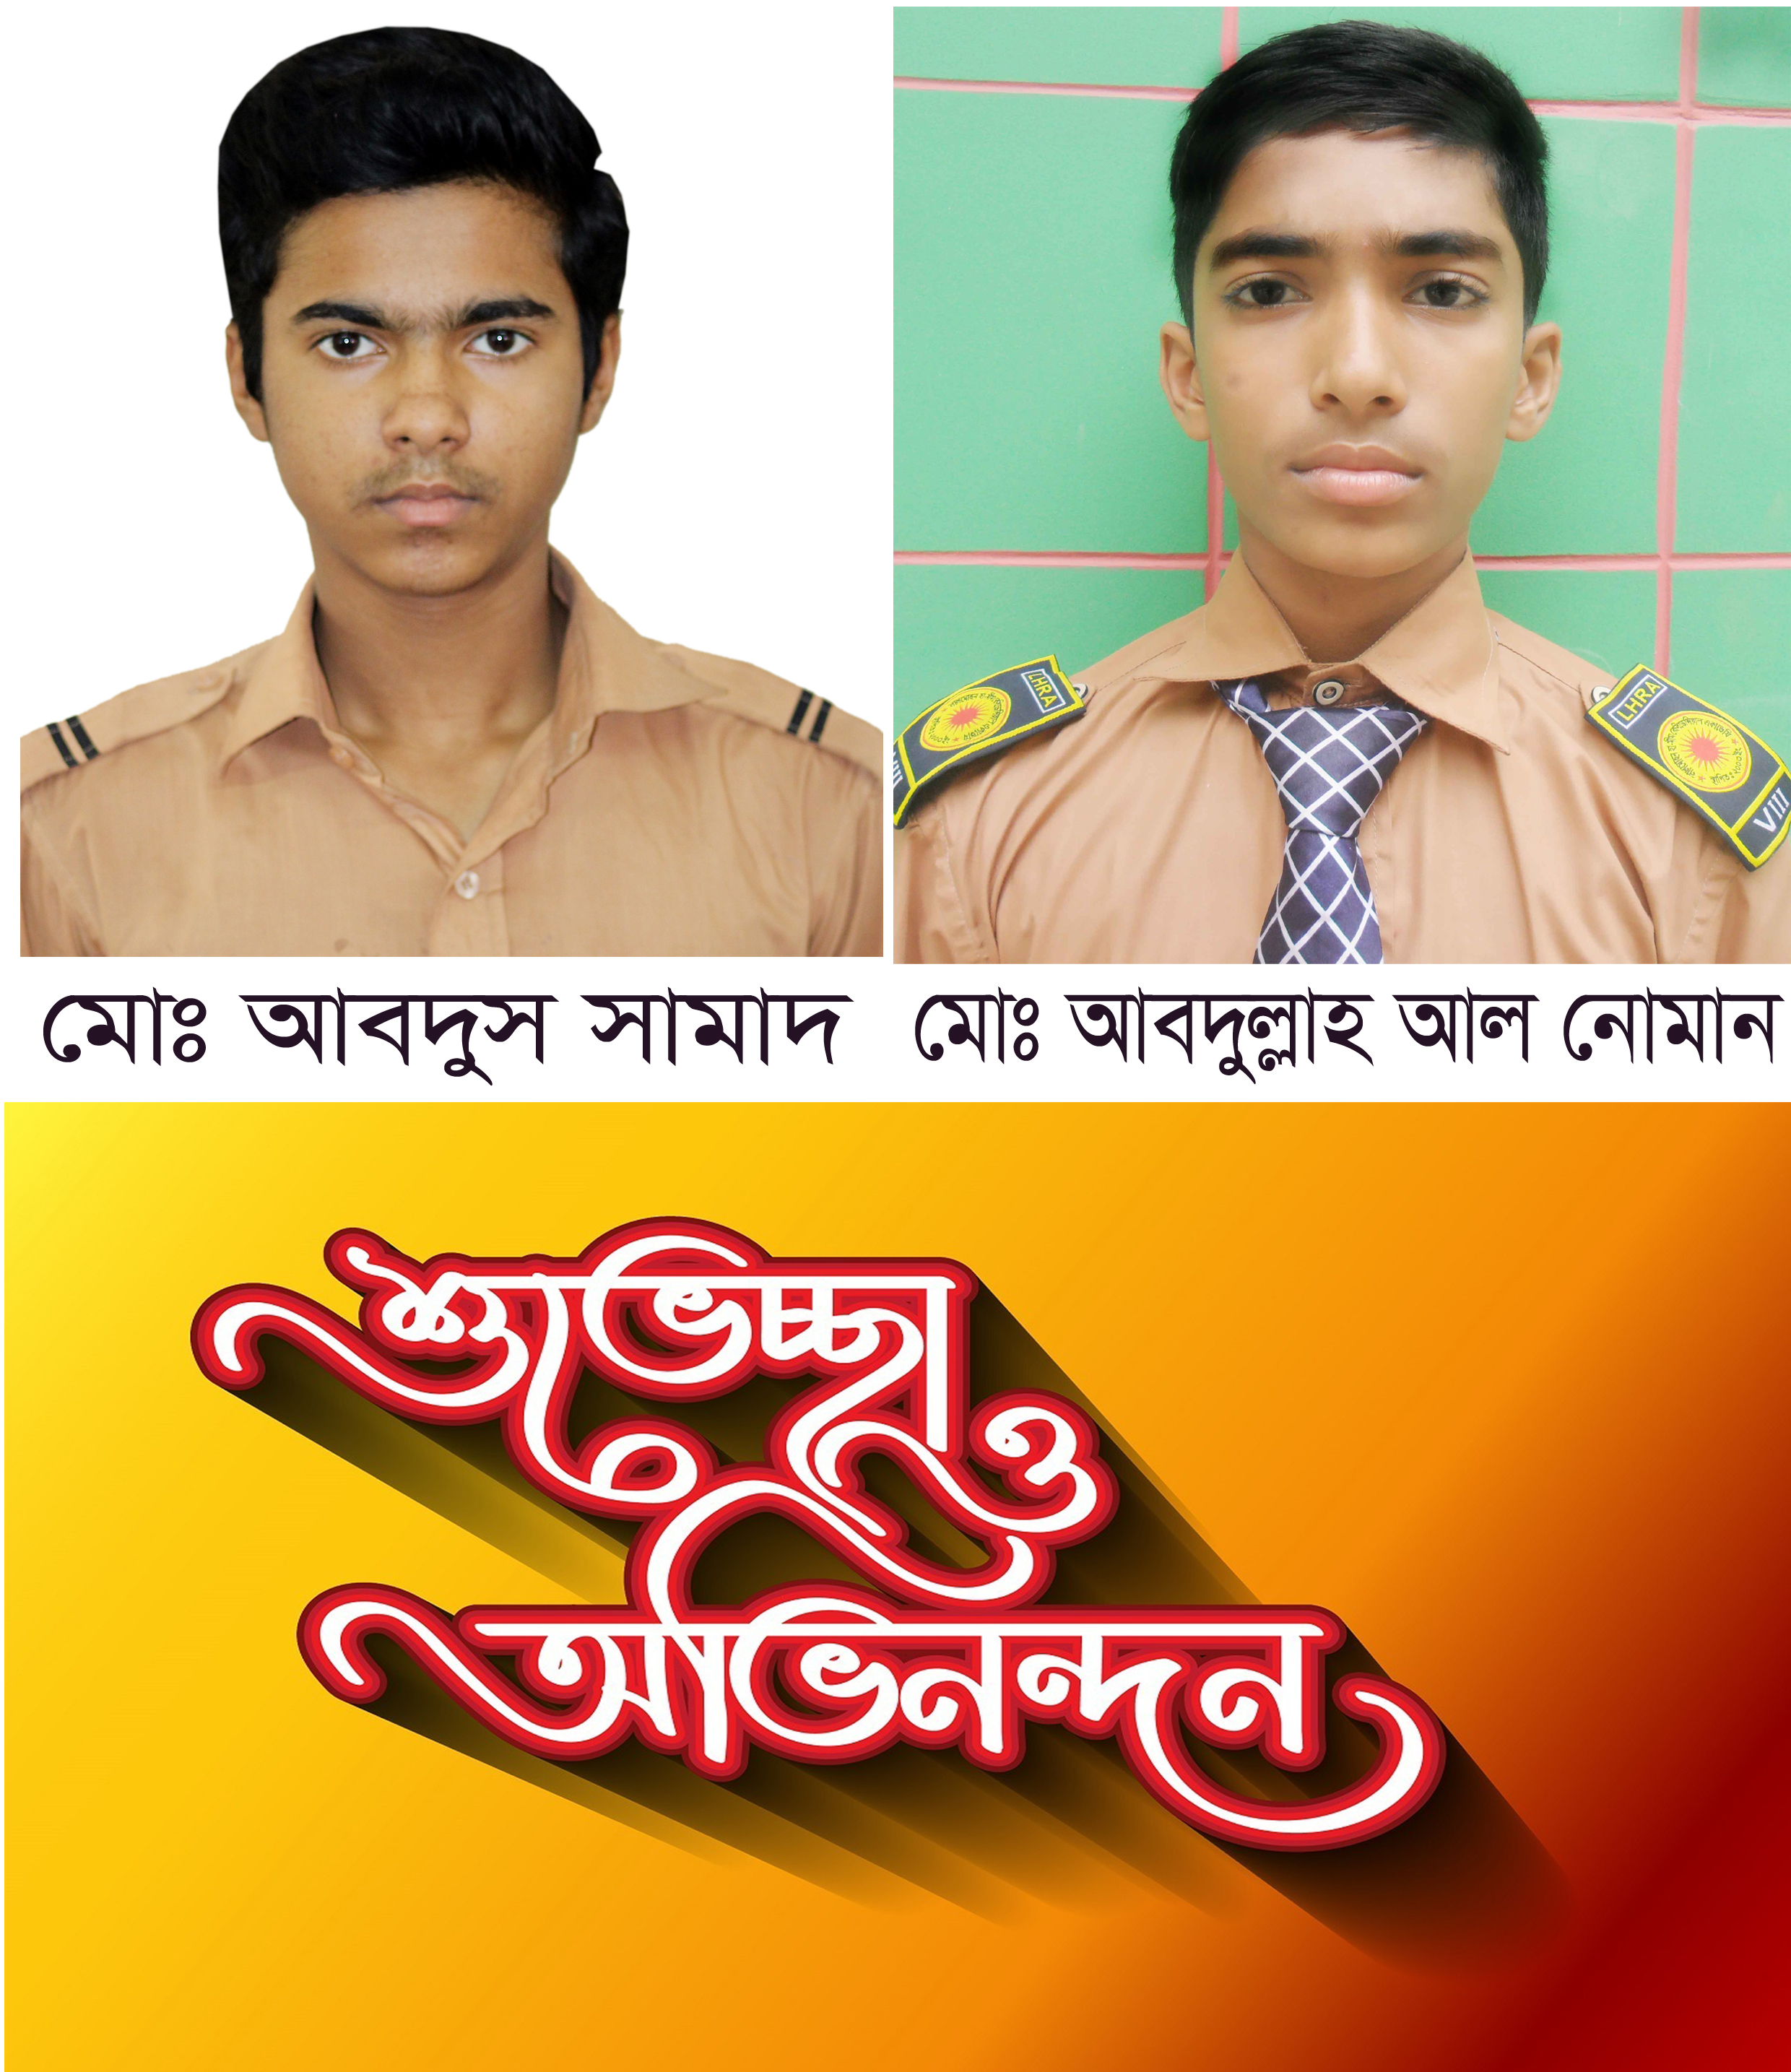 LHRA
LHRA
VIII
মোঃ আবদুস সামাদ
মোঃ আবদুল্লাহ আল নোমান
শুভেচ্ছা ও
অভিনন্দন